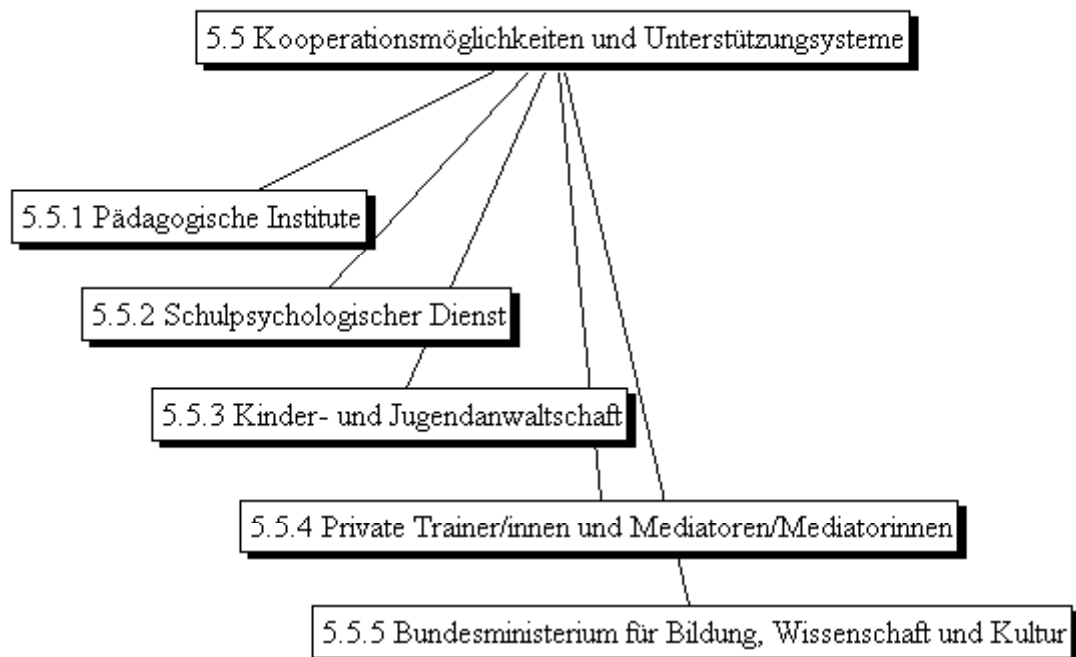 5.5 Kooperationsmöglichkeiten und Unterstützungsysteme
5.5.1 Pädagogische Institute
5.5.2 Schulpsychologischer Dienst
5.5.3 Kinder- und Jugendanwaltschaft
5.5.4 Private Trainer/innen und Mediatoren/Mediatorinnen
5.5.5 Bundesministerium für Bildung, Wissenschaft und Kultur